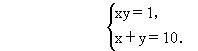 xy = 1,
x + y = 10.